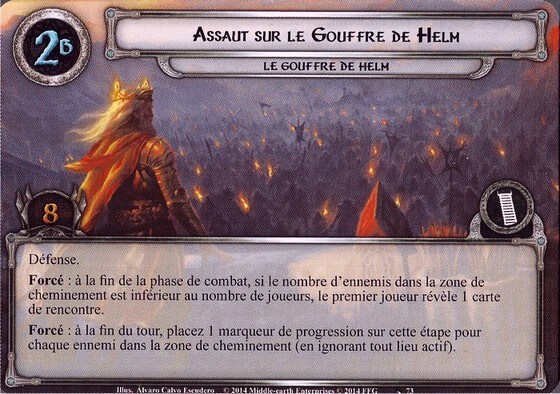 2B
Assaut sur le Gouffre de Helm
Le Gouffre de Helm
8
Défense.
Forcé : à la fin de la phase de combat, si le nombre d'ennemis dans la zone de
cheminement est inférieur au nombre de joueurs, le premier joueur révèle 1 carte
de rencontre.
Forcé : à la fin du tour, placez 1 marqueur de progression sur cette étape pour
chaque ennemi dans la zone de cheminement (en ignorant tout lieu actif).
Illus. Álvaro Calvo Escudero © 2014 Middle-earth Enterprises © 2014 FFG 73